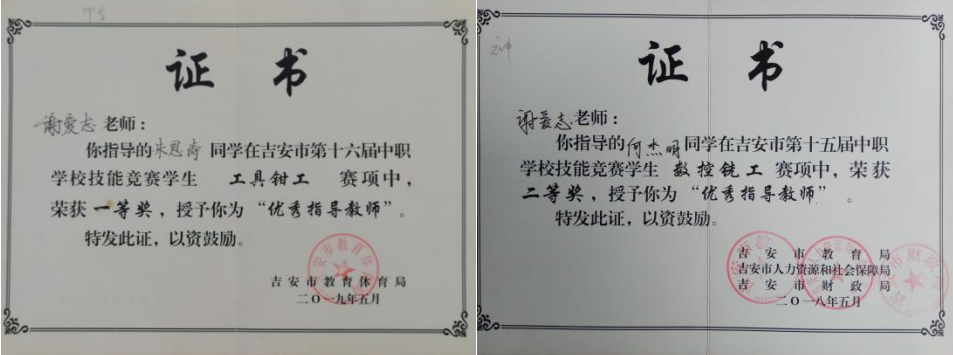 证书
谢爱志老师：
你指导的朱思涛同学在吉安市第十六届中职
学校技能竞赛学生 工具钳工 赛项中，
荣获一等奖，授予你为“优秀指导教师”。
特发此证，以资鼓励。
吉安市教育体育局
二〇一九年五月
证书
谢爱志老师：
你指导的何杰明同学在吉安市第十五届中职
学校技能竞赛学生 数控铣工 赛项中，荣获
二等奖，授予你为“优秀指导教师”。
特发此证，以资鼓励。
吉安市教育局
吉安市人力资源和社会保障局
吉安市财政局
二〇一八年五月